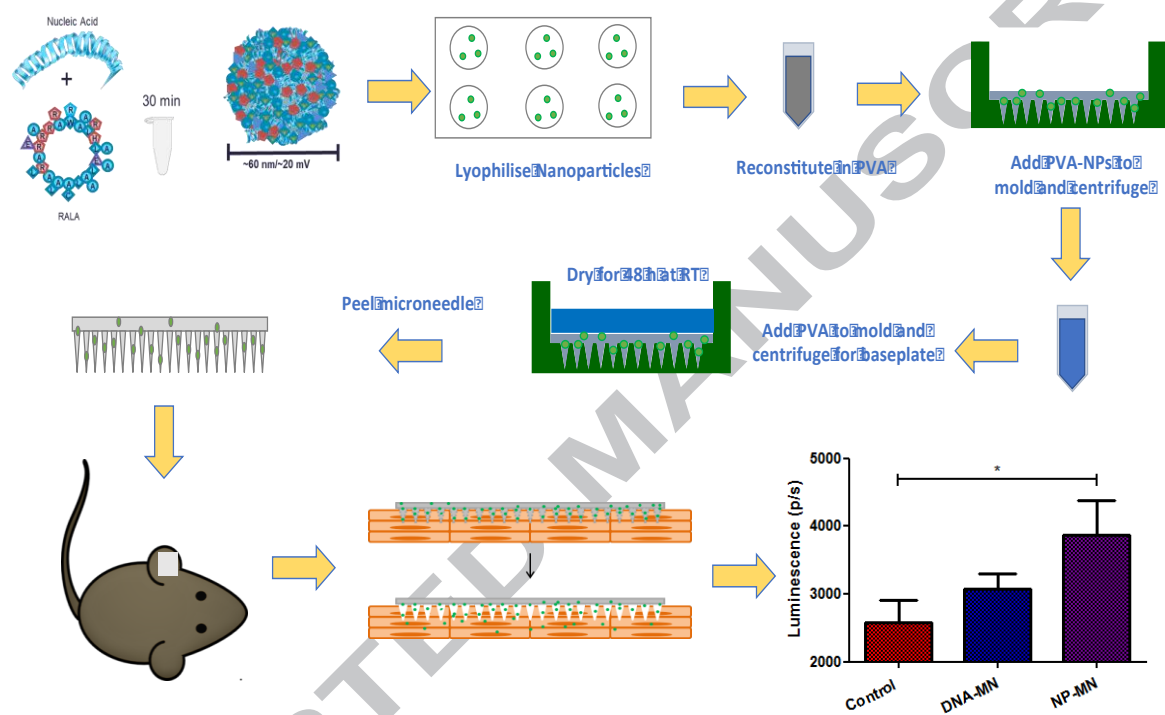 Nucleic Acid
+
30 min
RALA
~60 nm/~20 mV
Lyophilise Nanoparticles
Reconstitute in PVA
Add PVA-NPs to
mold and centrifuge
Add PVA to mold and
centrifuge for baseplate
Dry for 48 h at RT
Peel microneedle
5000
4000
3000
2000
Luminescence (p/s)
*
Control
DNA-MN
NP-MN